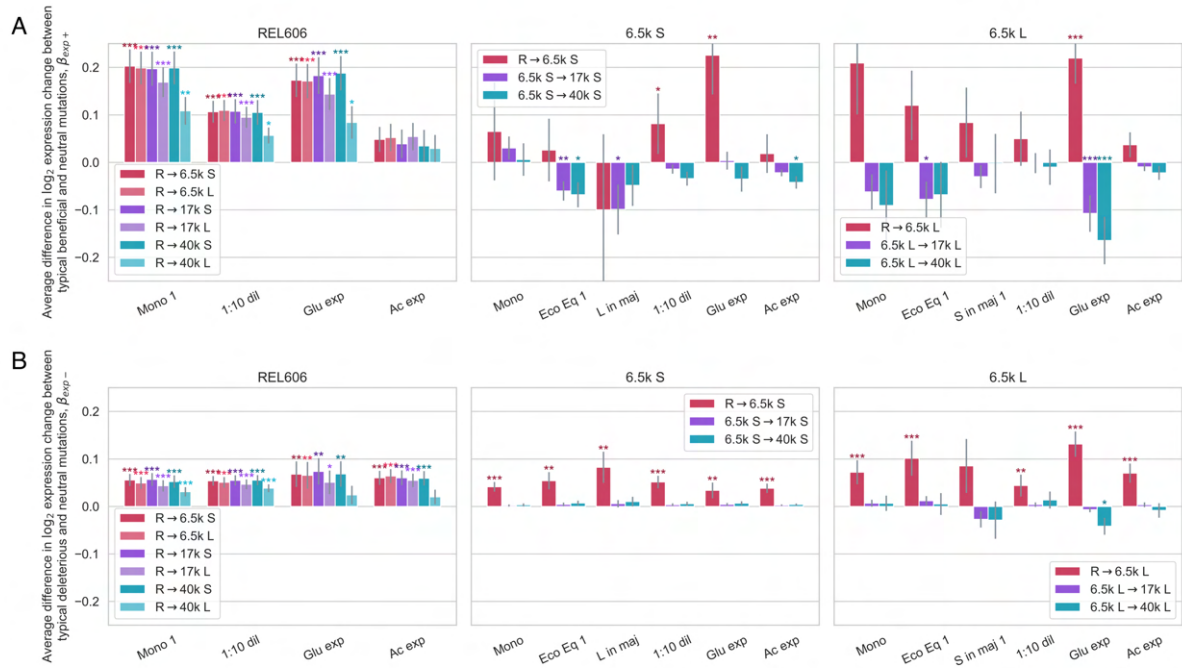 A
Average difference in log₂ expression change between
typical beneficial and neutral mutations, βexp+
REL606
6.5k S
6.5k L
0.2
0.1
0.0
−0.1
−0.2
*** *** *** *** *** **
*** *** *** *** *** *
*** *** *** *** *** *
R→6.5k S
R→6.5k L
R→17k S
R→17k L
R→40k S
R→40k L
Mono 1
1:10 dil
Glu exp
Ac exp
R→6.5k S
6.5k S→17k S
6.5k S→40k S
** *
*
*
**
*
Mono
Eco Eq 1
L in maj
1:10 dil
Glu exp
Ac exp
*
***
*** ***
R→6.5k L
6.5k L→17k L
6.5k L→40k L
Mono
Eco Eq 1
S in maj 1
1:10 dil
Glu exp
Ac exp
B
Average difference in log₂ expression change between
typical deleterious and neutral mutations, βexp−
REL606
6.5k S
6.5k L
0.2
0.1
0.0
−0.1
−0.2
*** *** *** *** *** ***
*** *** *** *** *** ***
** ** ** * **
*** *** *** *** ***
R→6.5k S
R→6.5k L
R→17k S
R→17k L
R→40k S
R→40k L
Mono 1
1:10 dil
Glu exp
Ac exp
R→6.5k S
6.5k S→17k S
6.5k S→40k S
*** ** *** *** ** ***
Mono
Eco Eq 1
L in maj
1:10 dil
Glu exp
Ac exp
*** *** ** *** * ***
R→6.5k L
6.5k L→17k L
6.5k L→40k L
Mono
Eco Eq 1
S in maj 1
1:10 dil
Glu exp
Ac exp